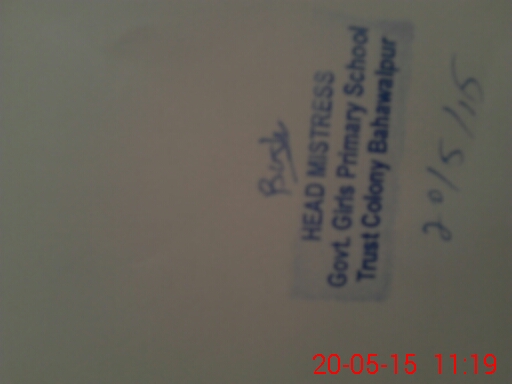 HEAD MISTRESS
Govt. Girls Primary School
Trust Colony Bahawalpur
20/5/15
20-05-15 11:19